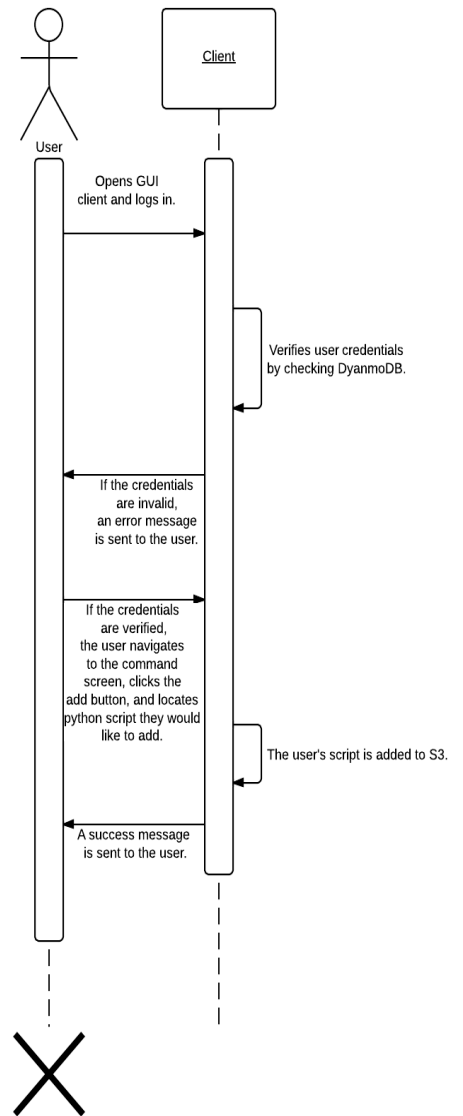 Client
User
Opens GUI
client and logs in.
Verifies user credentials
by checking DyanmoDB.
If the credentials
are invalid,
an error message
is sent to the user.
If the credentials
are verified,
the user navigates
to the command
screen, clicks the
add button, and locates
python script they would
like to add.
The user's script is added to S3.
A success message
is sent to the user.